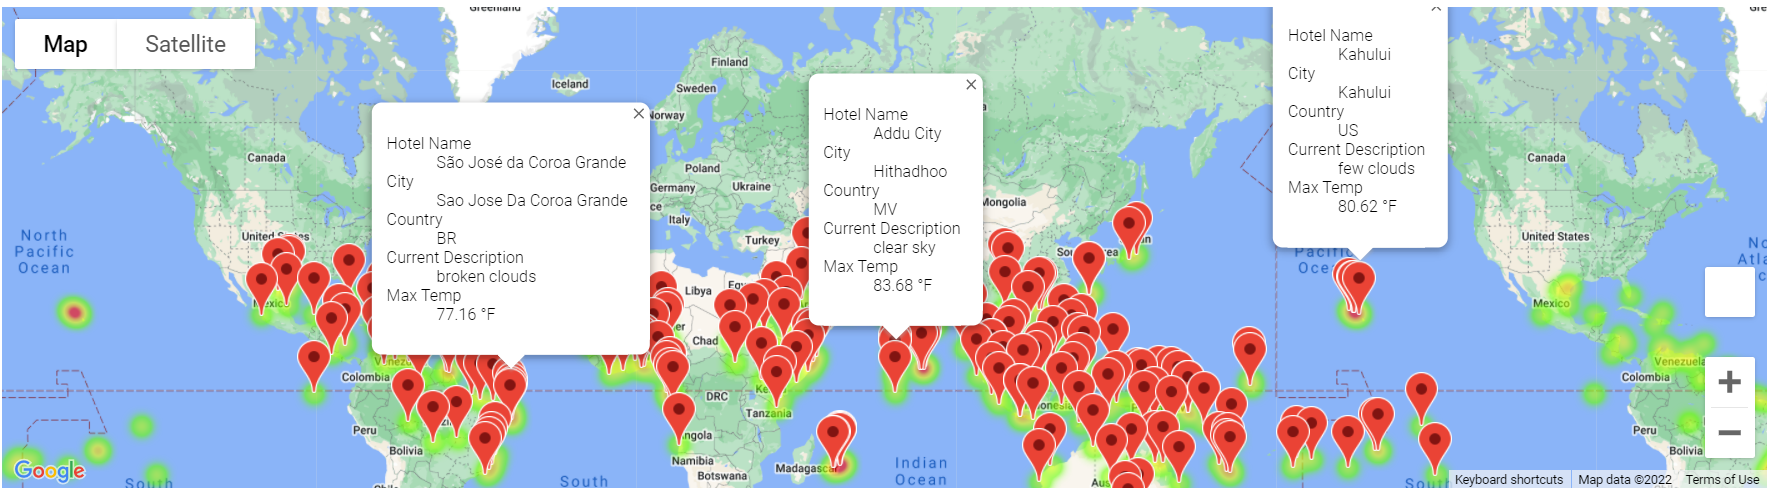 Greenland
Map
Satellite
Iceland
Finland
Sweden
Norway
Canada
Poland
Germany
Ukraine
Italy
Turkey
Mongolia
North
Pacific
Ocean
United States
Mexico
Libya
Chad
Colombia
DRC
Tanzania
Peru
Bolivia
Angola
Namibia
Botswana
Madagascar
South
South
Indian
Ocean
Hotel Name
São José da Coroa Grande
City
Sao Jose Da Coroa Grande
Country
BR
Current Description
broken clouds
Max Temp
77.16 °F
Hotel Name
Addu City
City
Hithadhoo
Country
MV
Current Description
clear sky
Max Temp
83.68 °F
Hotel Name
Kahului
City
Kahului
Country
US
Current Description
few clouds
Max Temp
80.62 °F
Canada
United States
Mexico
Venezuela
Colombia
Peru
Bolivia
Google
Keyboard shortcuts
Map data ©2022
Terms of Use